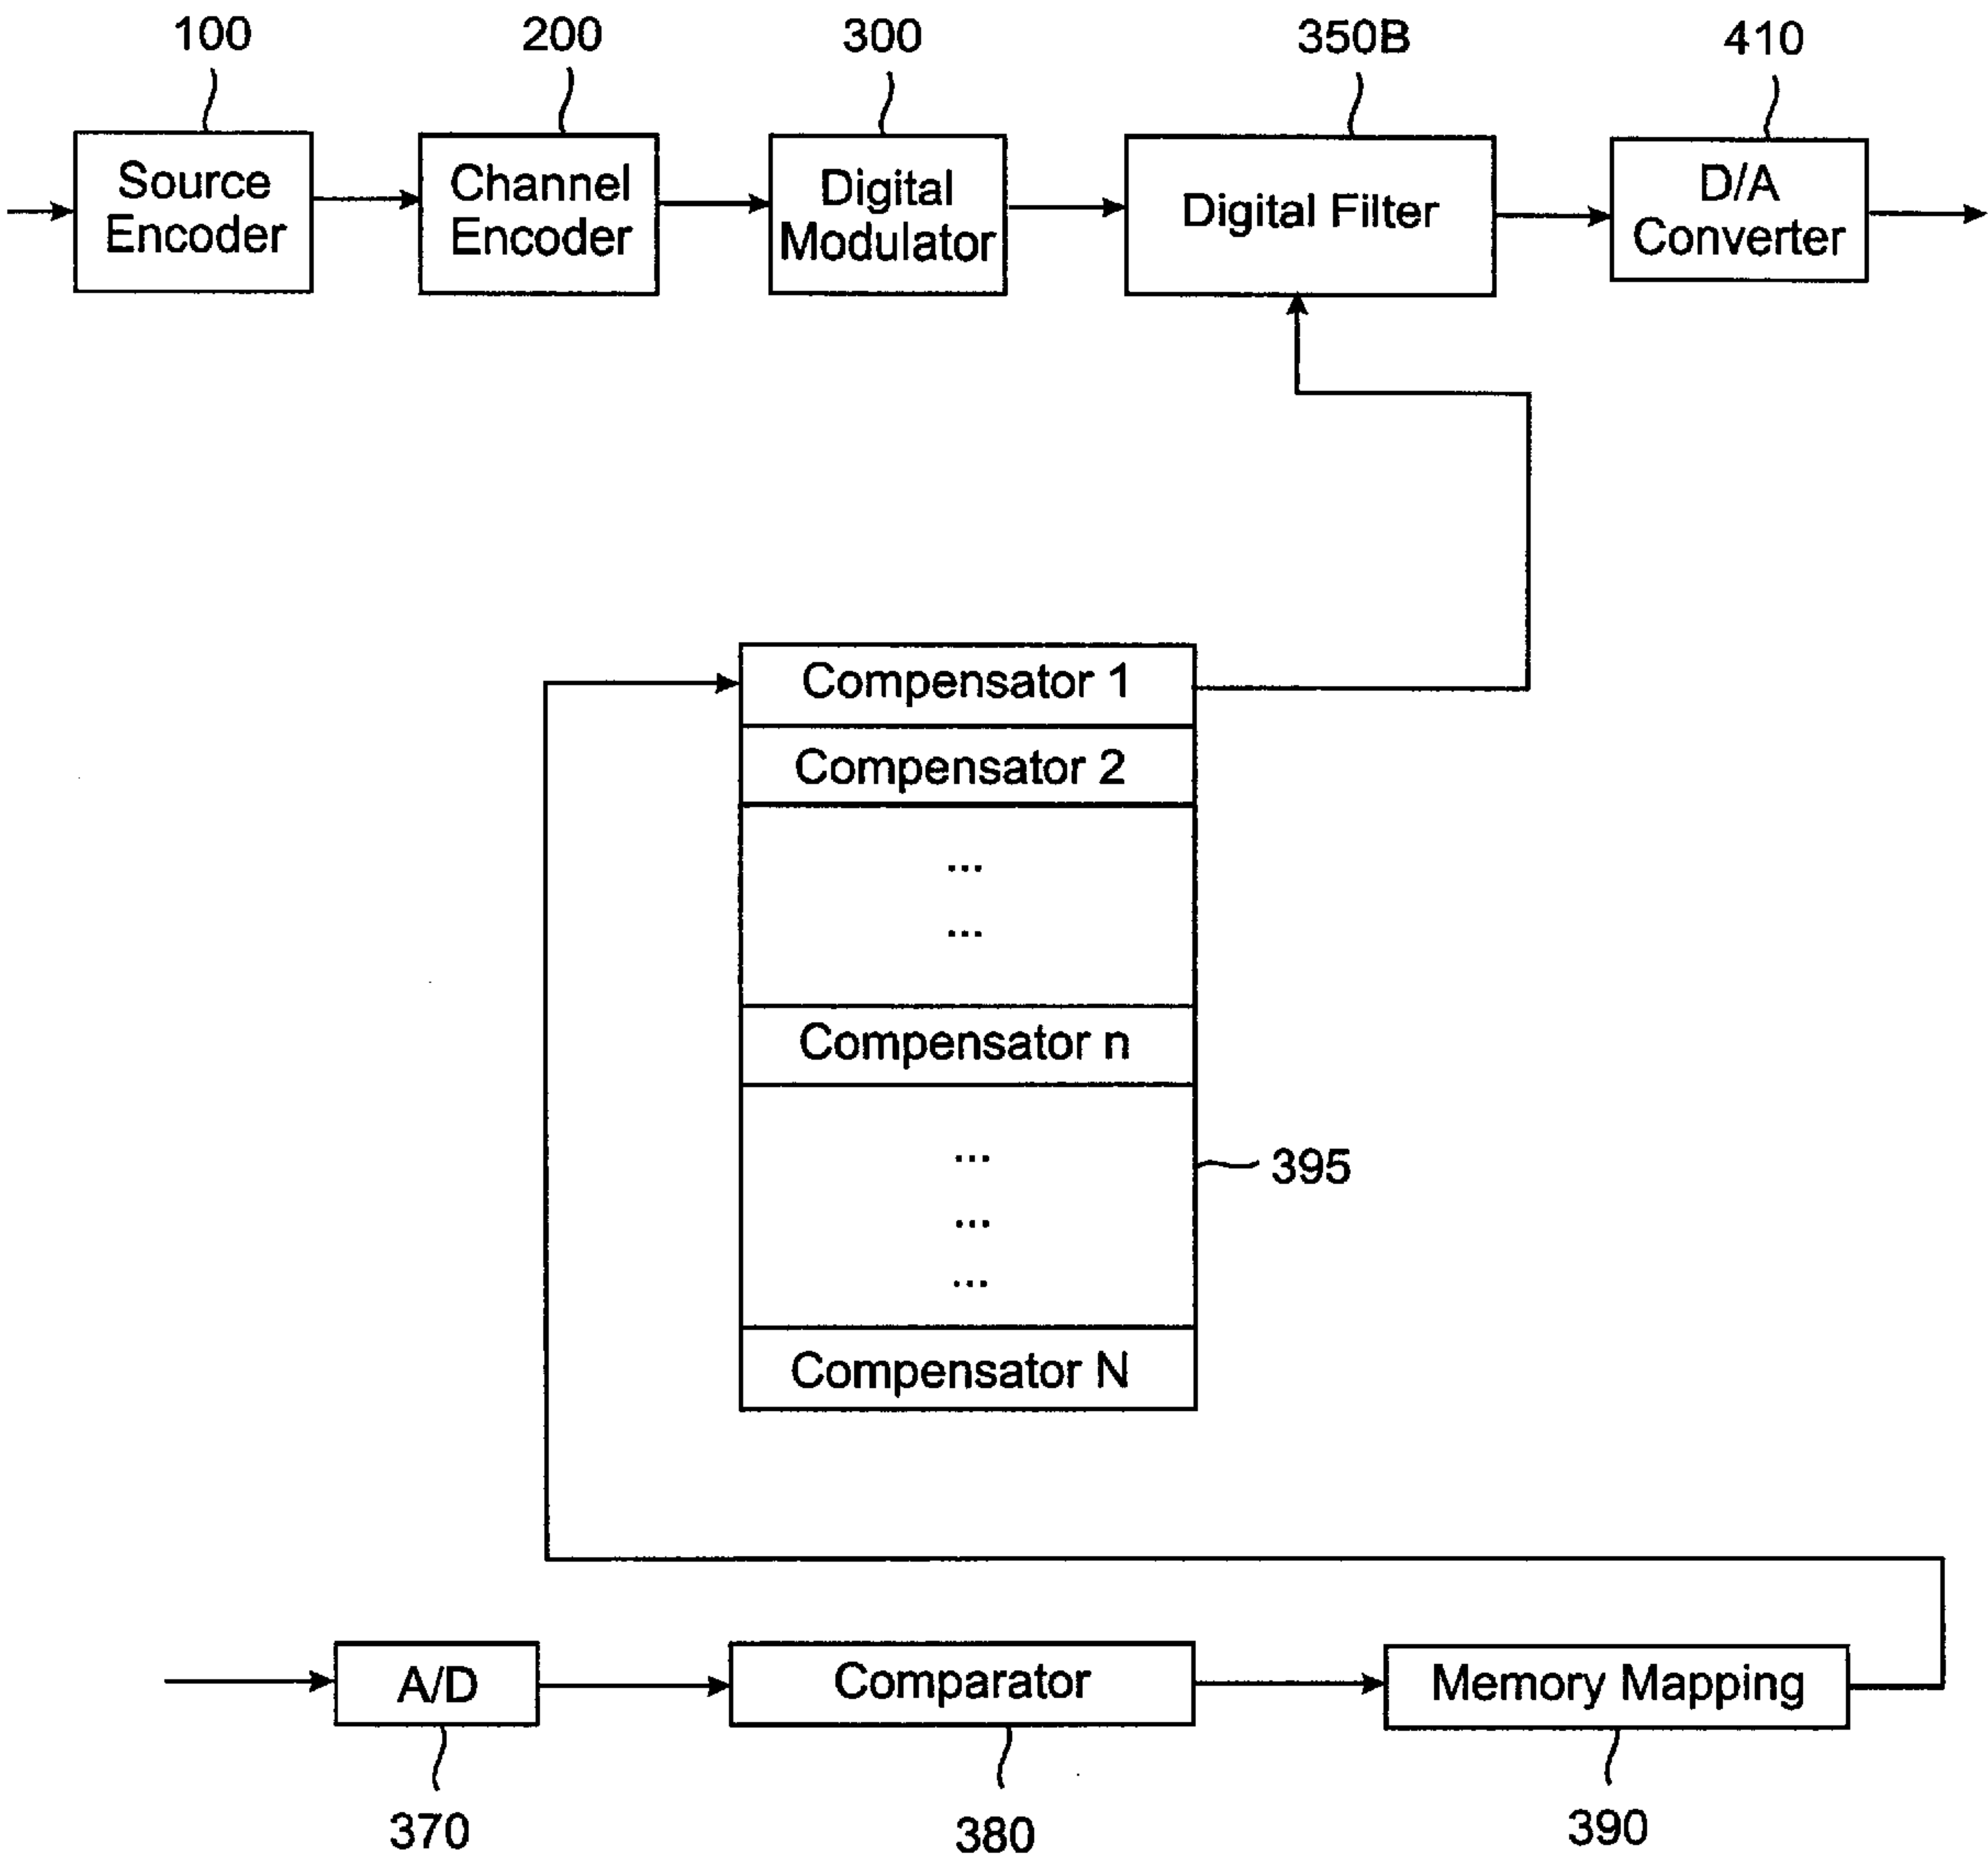 100
200
300
350B
410
Source
Encoder
Channel
Encoder
Digital
Modulator
Digital Filter
D/A
Converter
Compensator 1
Compensator 2
...
...
Compensator n
...
395
...
...
Compensator N
A/D
Comparator
Memory Mapping
370
380
390